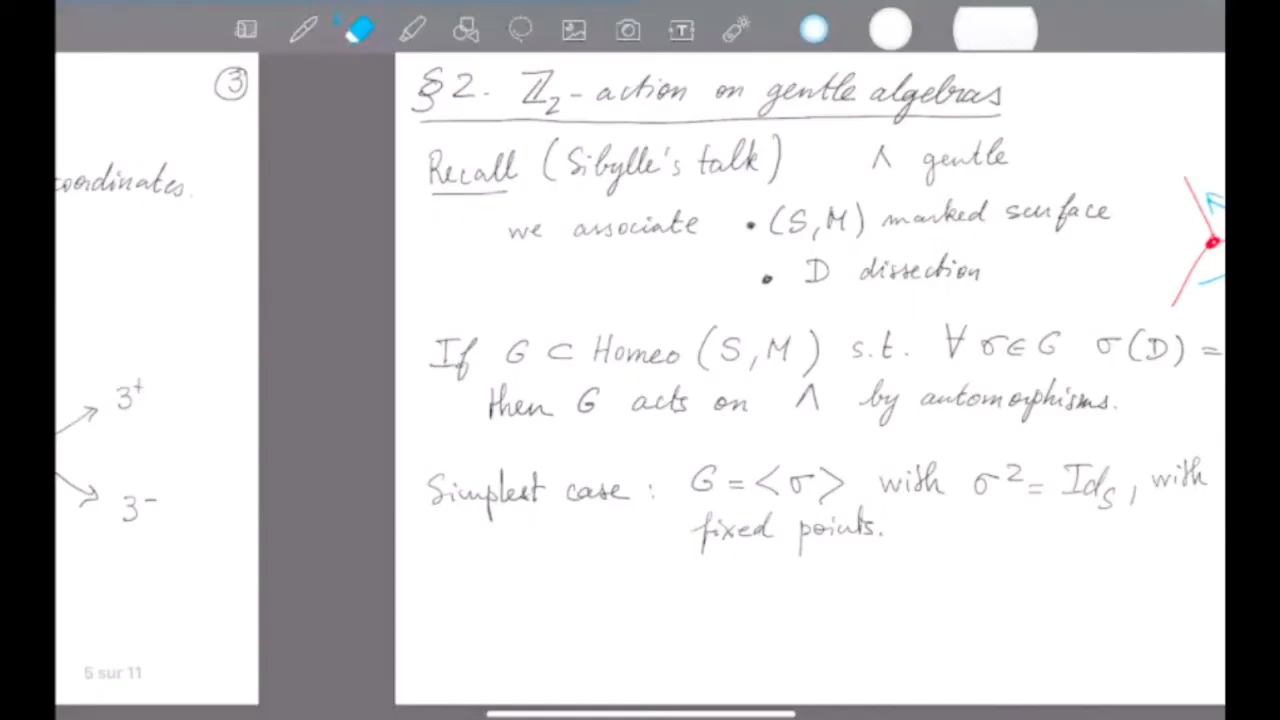 ③
coordinates.
3⁺
3⁻
5 sur 11
§2. ℤ₂-action on gentle algebras
Recall (Sibylle's talk) Λ gentle
we associate • (S,M) marked surface
• D dissection
If G ⊂ Homeo (S,M) s.t. ∀ σ∈G σ(D) =
then G acts on Λ by automorphisms.
Simplest case: G = <σ> with σ² = Id_S, with
fixed points.